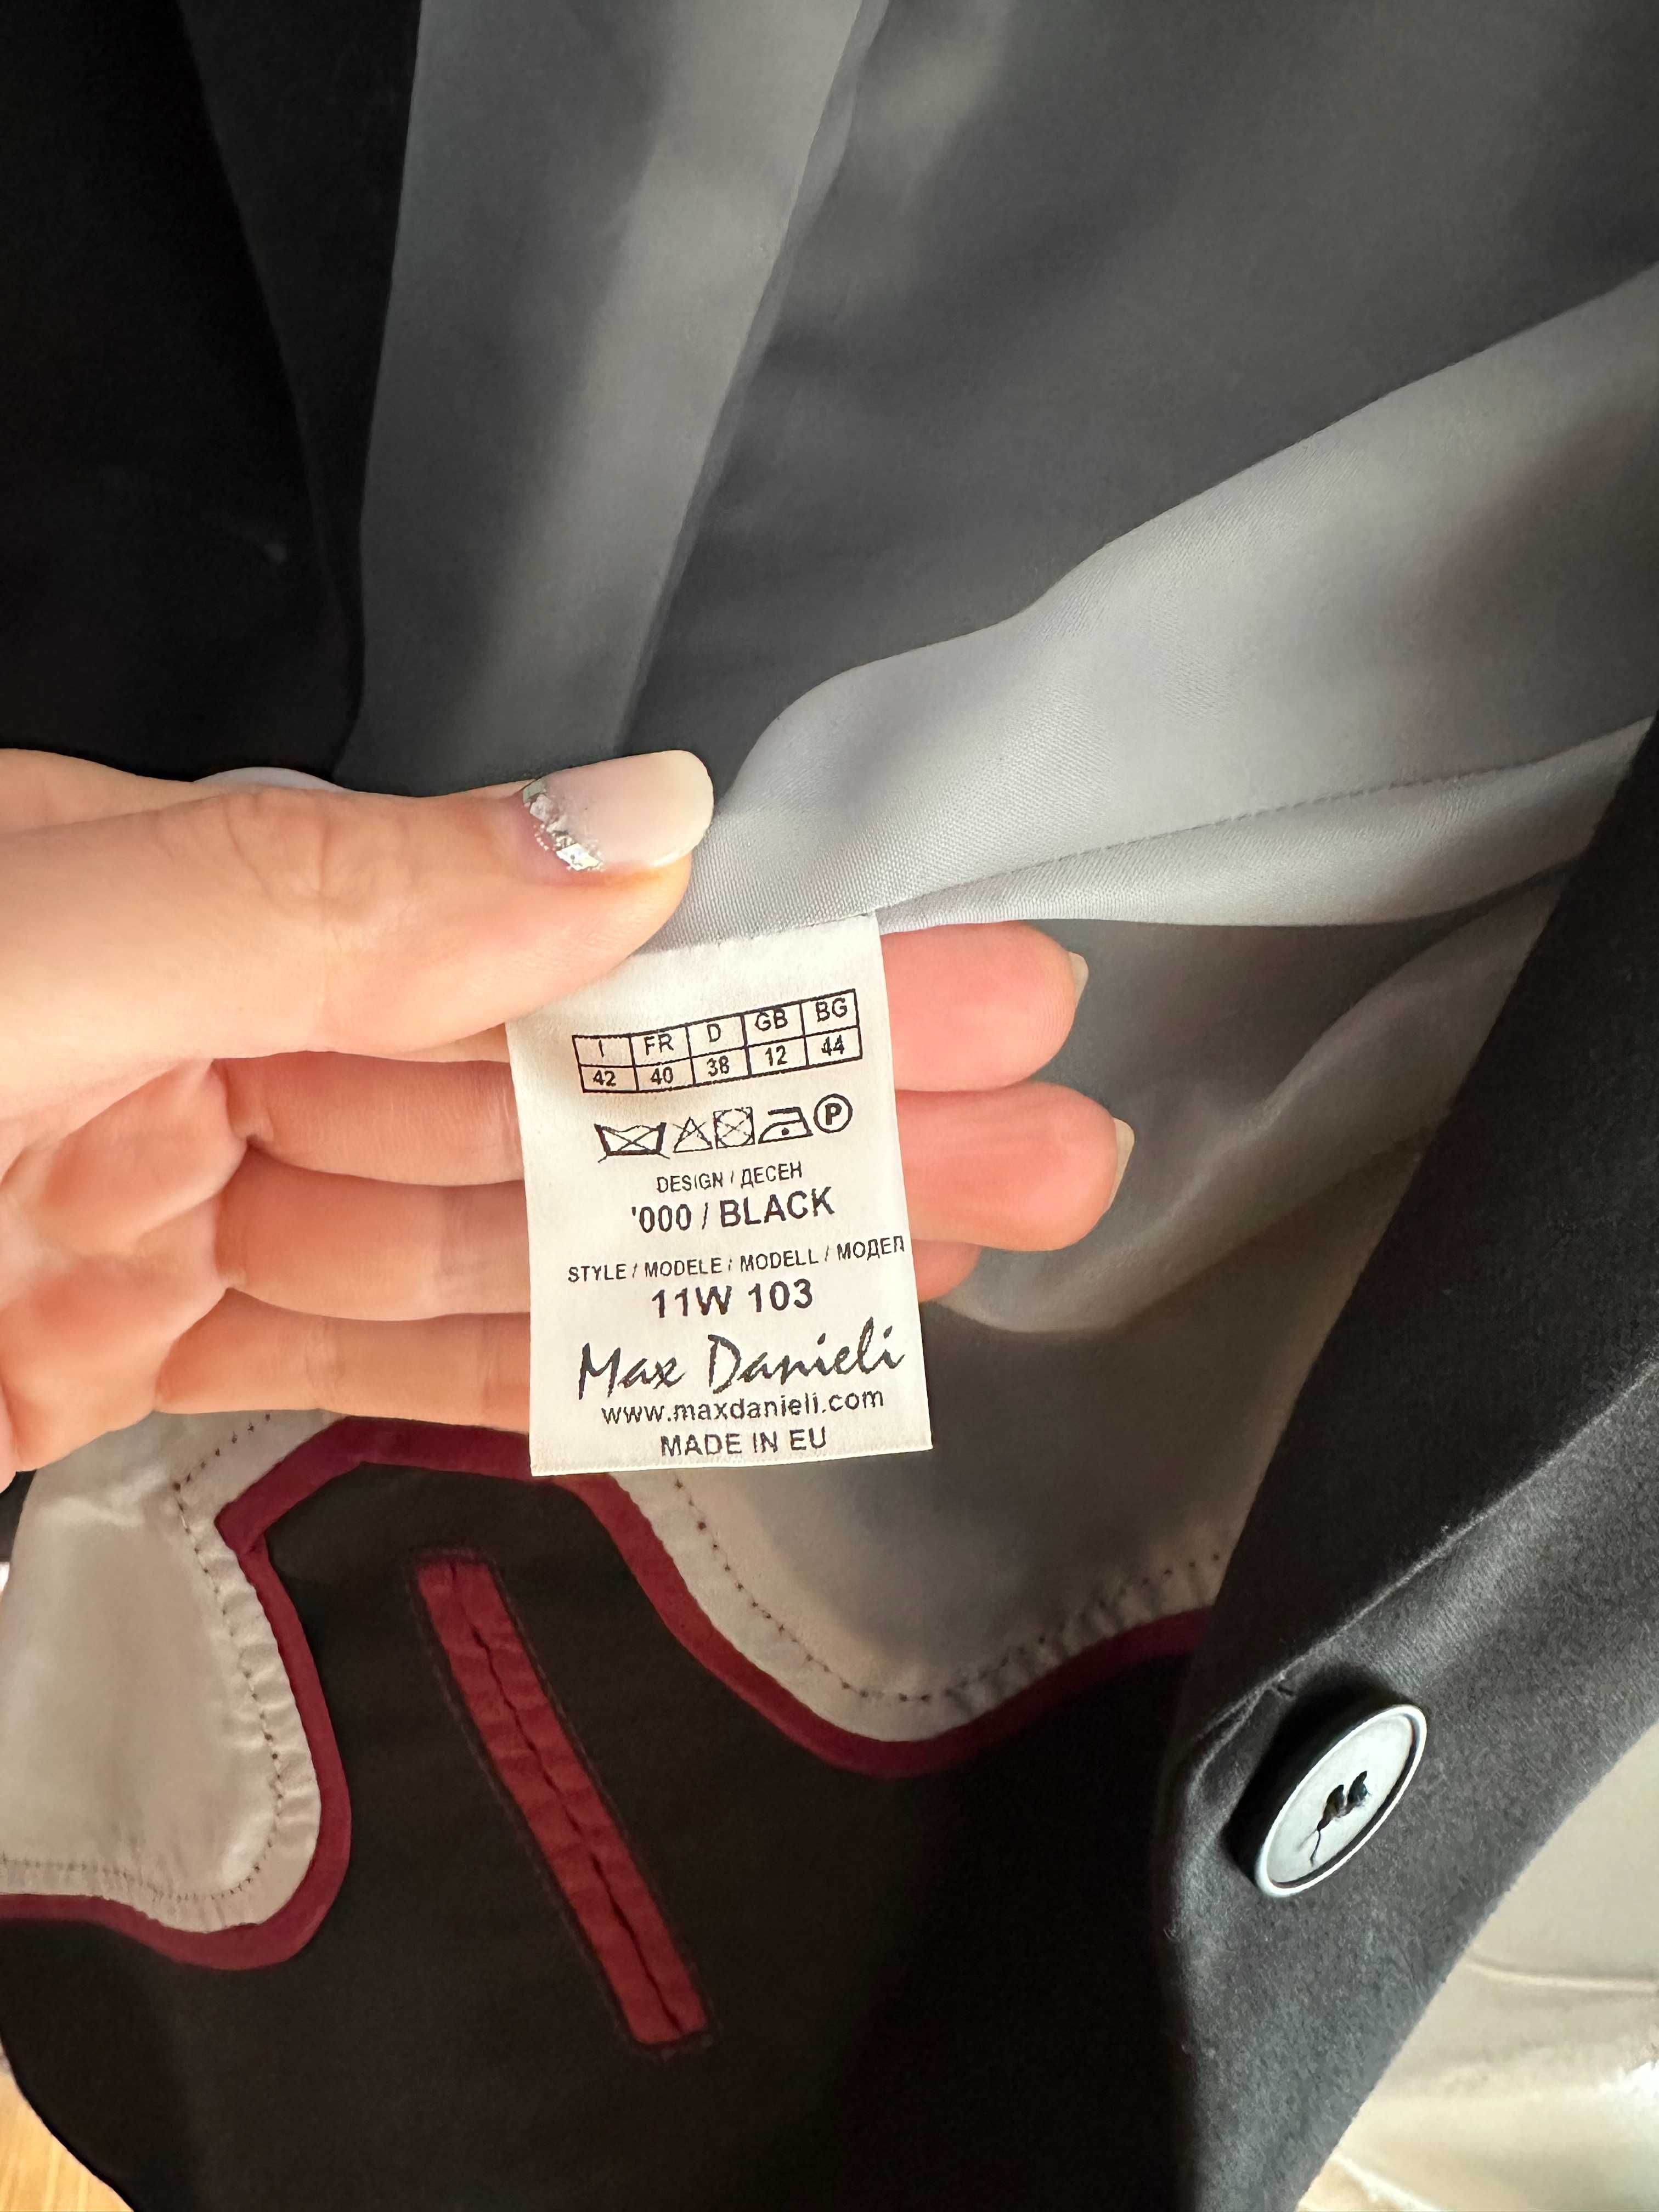 I FR D GB BG
42 40 38 12 44
P
DESIGN / ДЕСЕН
'000 / BLACK
STYLE / MODELE / MODELL / МОДЕЛ
11W 103
Max Danieli
www.maxdanieli.com
MADE IN EU